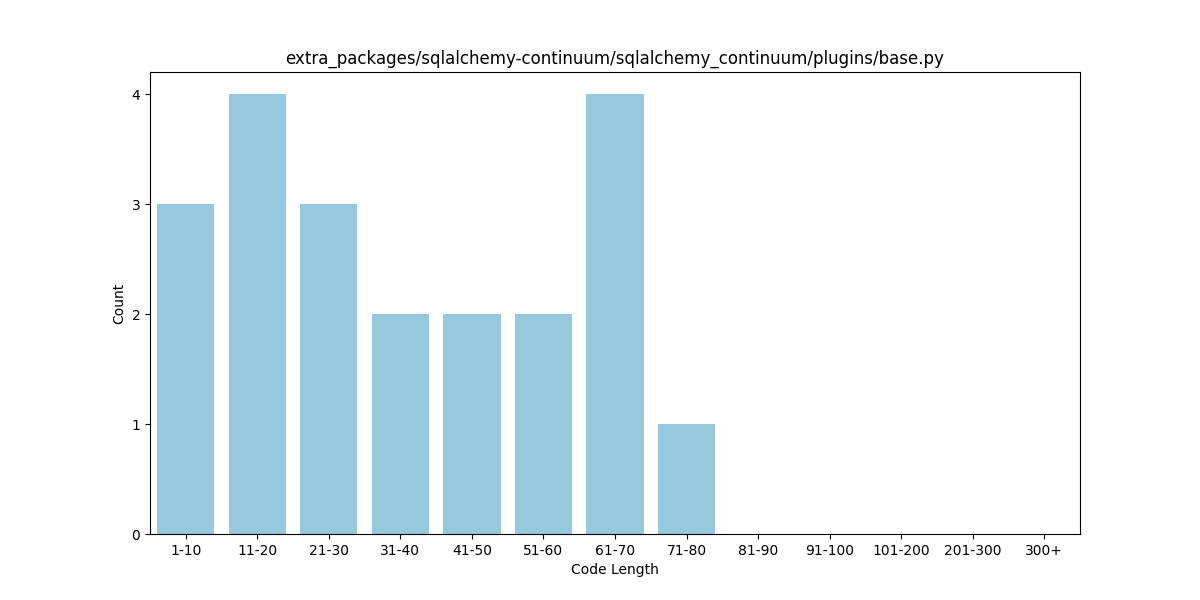 extra_packages/sqlalchemy-continuum/sqlalchemy_continuum/plugins/base.py
4
3
2
1
0
Count
1-10 11-20 21-30 31-40 41-50 51-60 61-70 71-80 81-90 91-100 101-200 201-300 300+
Code Length